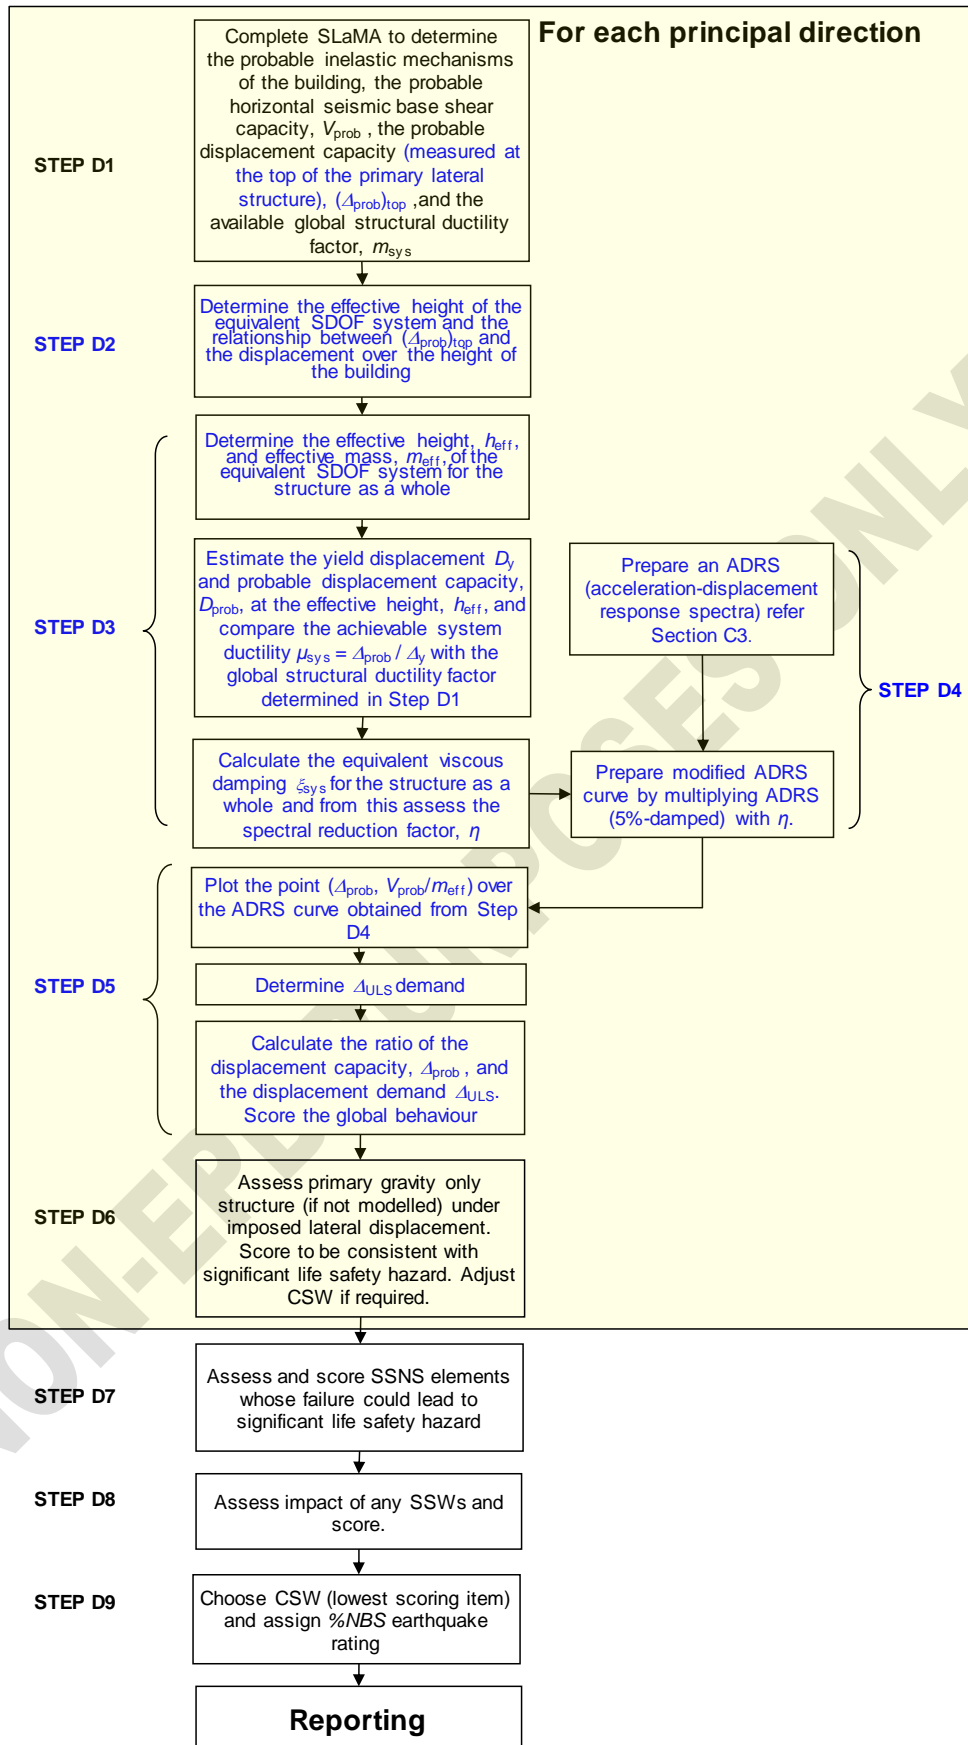 For each principal direction
STEP D1
Complete SLaMA to determine
the probable inelastic mechanisms
of the building, the probable
horizontal seismic base shear
capacity, Vprob , the probable
displacement capacity (measured at
the top of the primary lateral
structure), (Δprob)top ,and the
available global structural ductility
factor, msys
STEP D2
Determine the effective height of the
equivalent SDOF system and the
relationship between (Δprob)top and
the displacement over the height of
the building
STEP D3
Determine the effective height, heff,
and effective mass, meff, of the
equivalent SDOF system for the
structure as a whole
Estimate the yield displacement Dy
and probable displacement capacity,
Dprob, at the effective height, heff, and
compare the achievable system
ductility μsys = Δprob / Δy with the
global structural ductility factor
determined in Step D1
Calculate the equivalent viscous
damping ξsys for the structure as a
whole and from this assess the
spectral reduction factor, η
Prepare an ADRS
(acceleration-displacement
response spectra) refer
Section C3.
STEP D4
Prepare modified ADRS
curve by multiplying ADRS
(5%-damped) with η.
STEP D5
Plot the point (Δprob, Vprob/meff) over
the ADRS curve obtained from Step
D4
Determine ΔULS demand
Calculate the ratio of the
displacement capacity, Δprob , and
the displacement demand ΔULS.
Score the global behaviour
STEP D6
Assess primary gravity only
structure (if not modelled) under
imposed lateral displacement.
Score to be consistent with
significant life safety hazard. Adjust
CSW if required.
STEP D7
Assess and score SSNS elements
whose failure could lead to
significant life safety hazard
STEP D8
Assess impact of any SSWs and
score.
STEP D9
Choose CSW (lowest scoring item)
and assign %NBS earthquake
rating
Reporting
NON-EPB PURPOSES ONLY